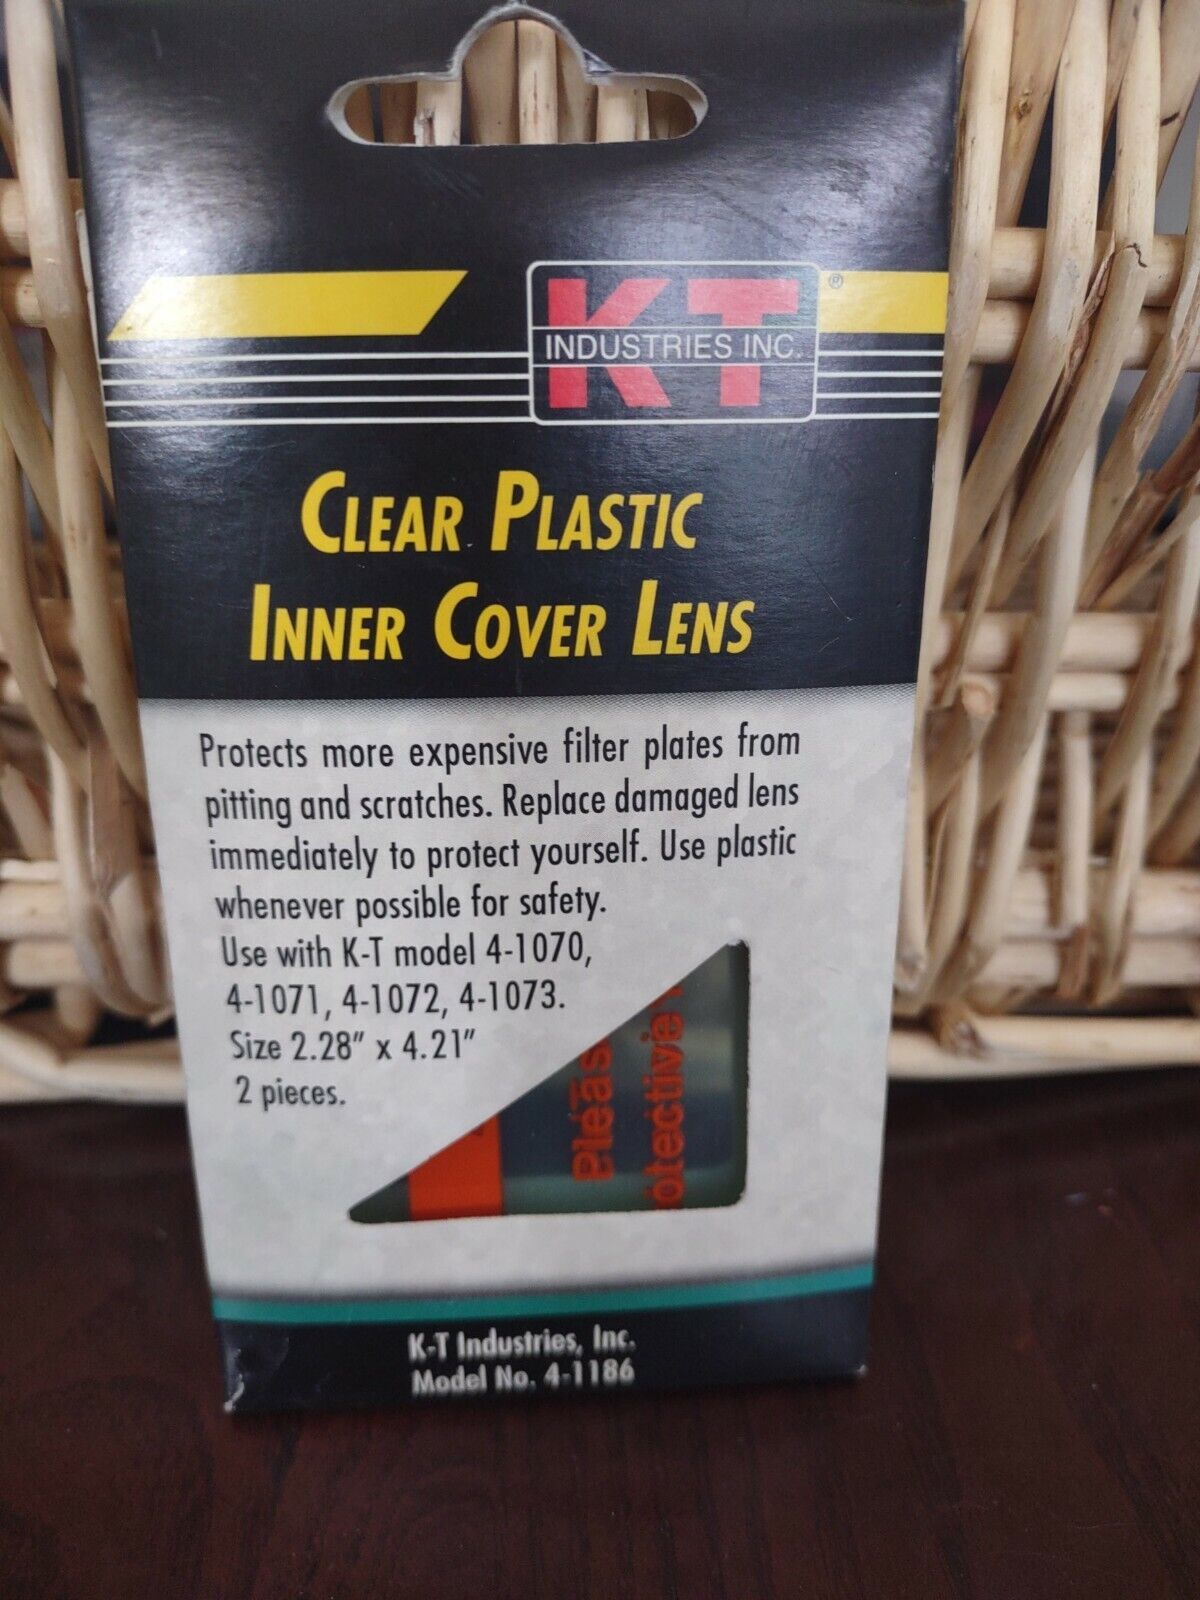 KT
INDUSTRIES INC.
®
CLEAR PLASTIC
INNER COVER LENS
Protects more expensive filter plates from
pitting and scratches. Replace damaged lens
immediately to protect yourself. Use plastic
whenever possible for safety.
Use with K-T model 4-1070,
4-1071, 4-1072, 4-1073.
Size 2.28" x 4.21"
2 pieces.
K-T Industries, Inc.
Model No. 4-1186